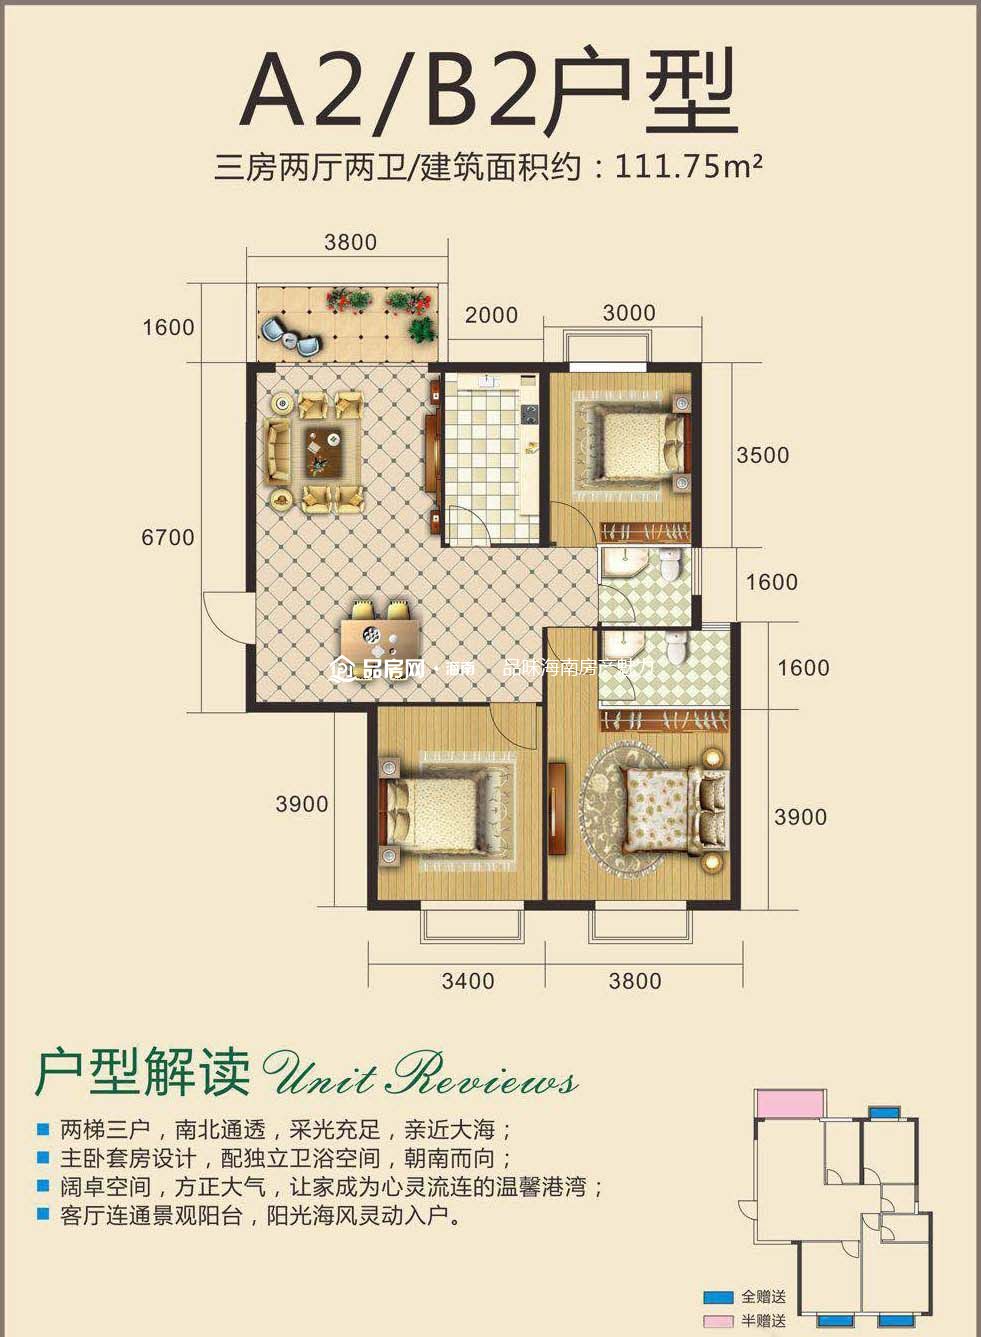 A2/B2户型
三房两厅两卫/建筑面积约：111.75m²
3800
2000
3000
1600
3500
6700
1600
品房网·海南 品味海南房产魅力
1600
3900
3900
3400
3800
户型解读 Unit Reviews
两梯三户，南北通透，采光充足，亲近大海；
主卧套房设计，配独立卫浴空间，朝南而向；
阔卓空间，方正大气，让家成为心灵流连的温馨港湾；
客厅连通景观阳台，阳光海风灵动入户。
全赠送
半赠送